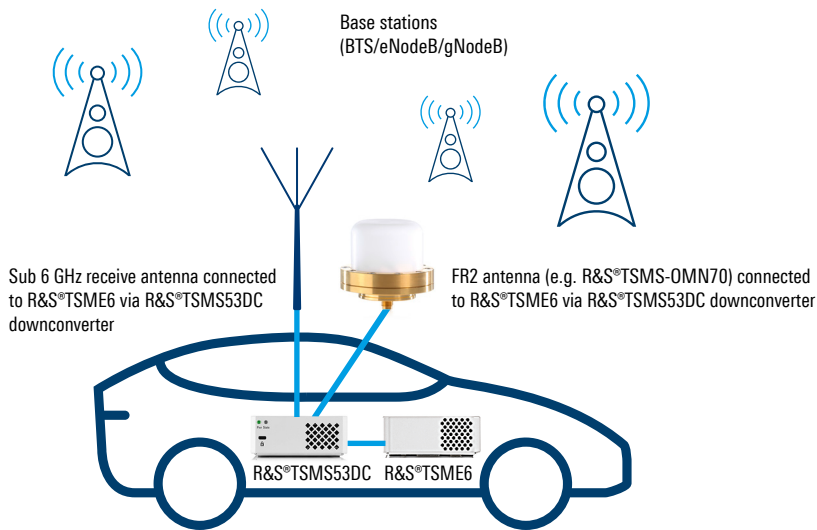 Base stations
(BTS/eNodeB/gNodeB)
Sub 6 GHz receive antenna connected
to R&S®TSME6 via R&S®TSMS53DC
downconverter
FR2 antenna (e.g. R&S®TSMS-OMN70) connected
to R&S®TSME6 via R&S®TSMS53DC downconverter
R&S®TSMS53DC R&S®TSME6